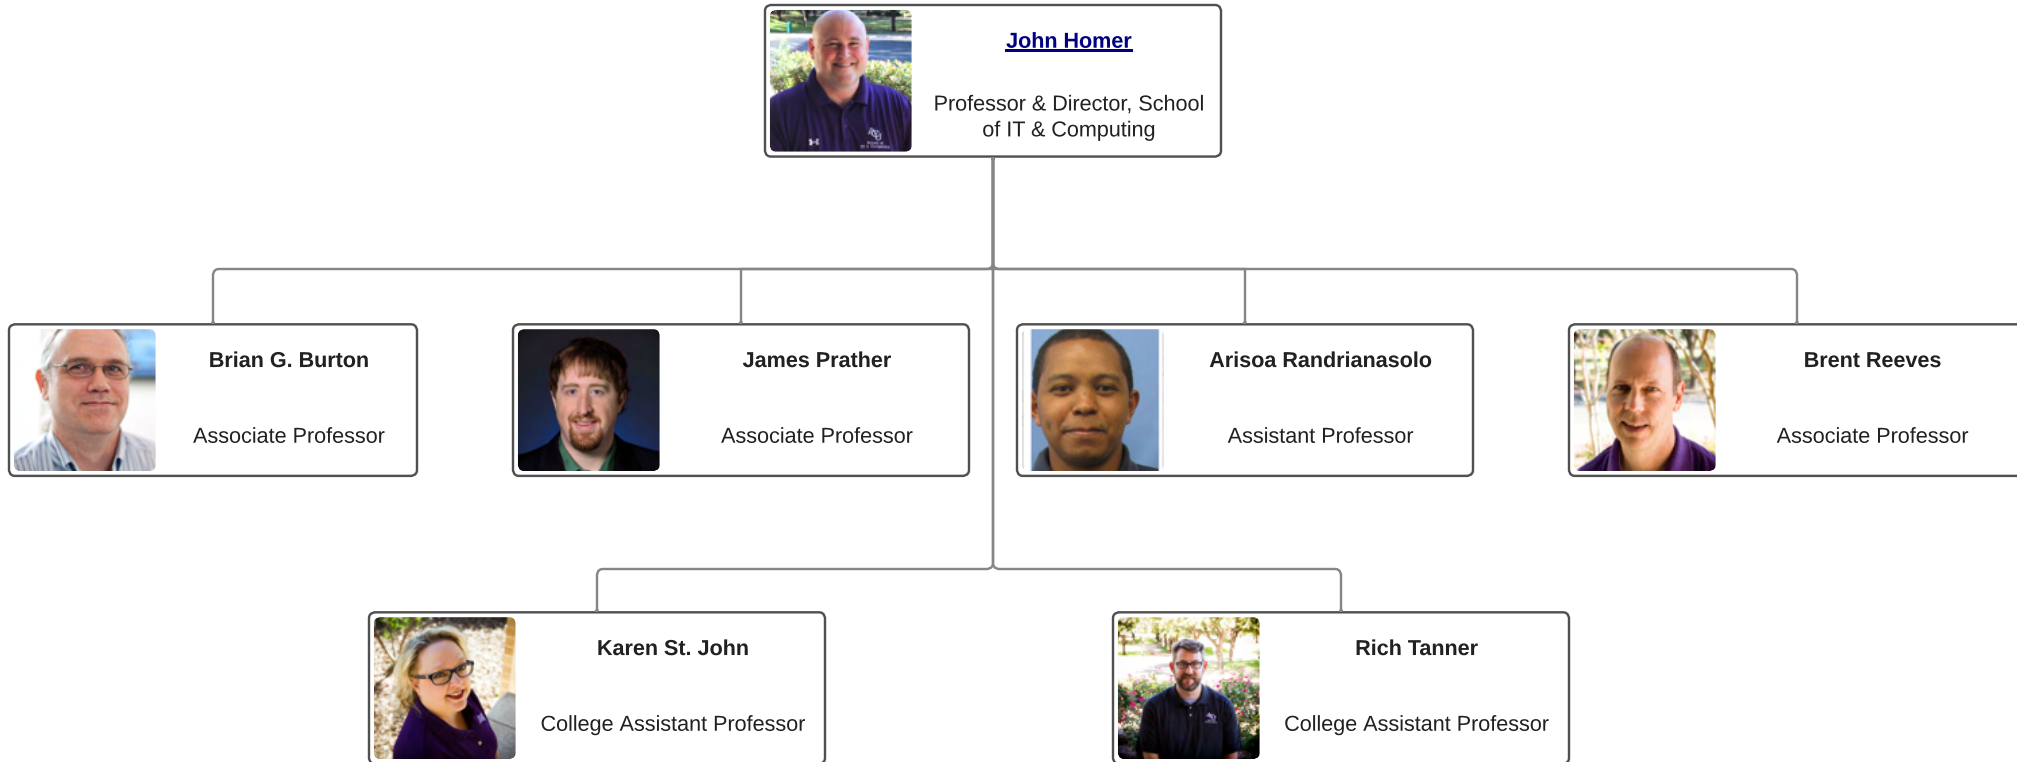 John Homer
Professor & Director, School
of IT & Computing
Brian G. Burton
Associate Professor
James Prather
Associate Professor
Arisoa Randrianasolo
Assistant Professor
Brent Reeves
Associate Professor
Karen St. John
College Assistant Professor
Rich Tanner
College Assistant Professor